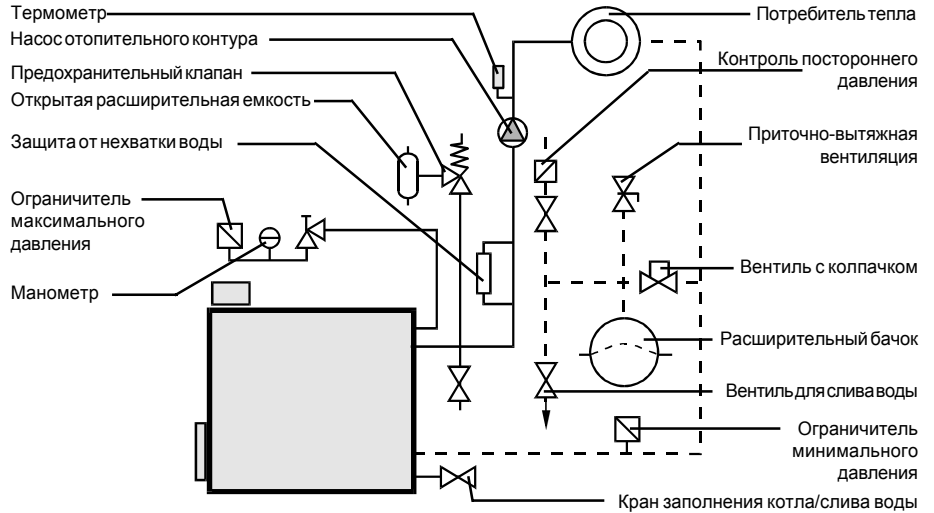 Термометр
Насос отопительного контура
Предохранительный клапан
Открытая расширительная емкость
Защита от нехватки воды
Ограничитель
максимального
давления
Манометр
Потребитель тепла
Контроль постороннего
давления
Приточно-вытяжная
вентиляция
Вентиль с колпачком
Расширительный бачок
Вентиль для слива воды
Ограничитель
минимального
давления
Кран заполнения котла/слива воды